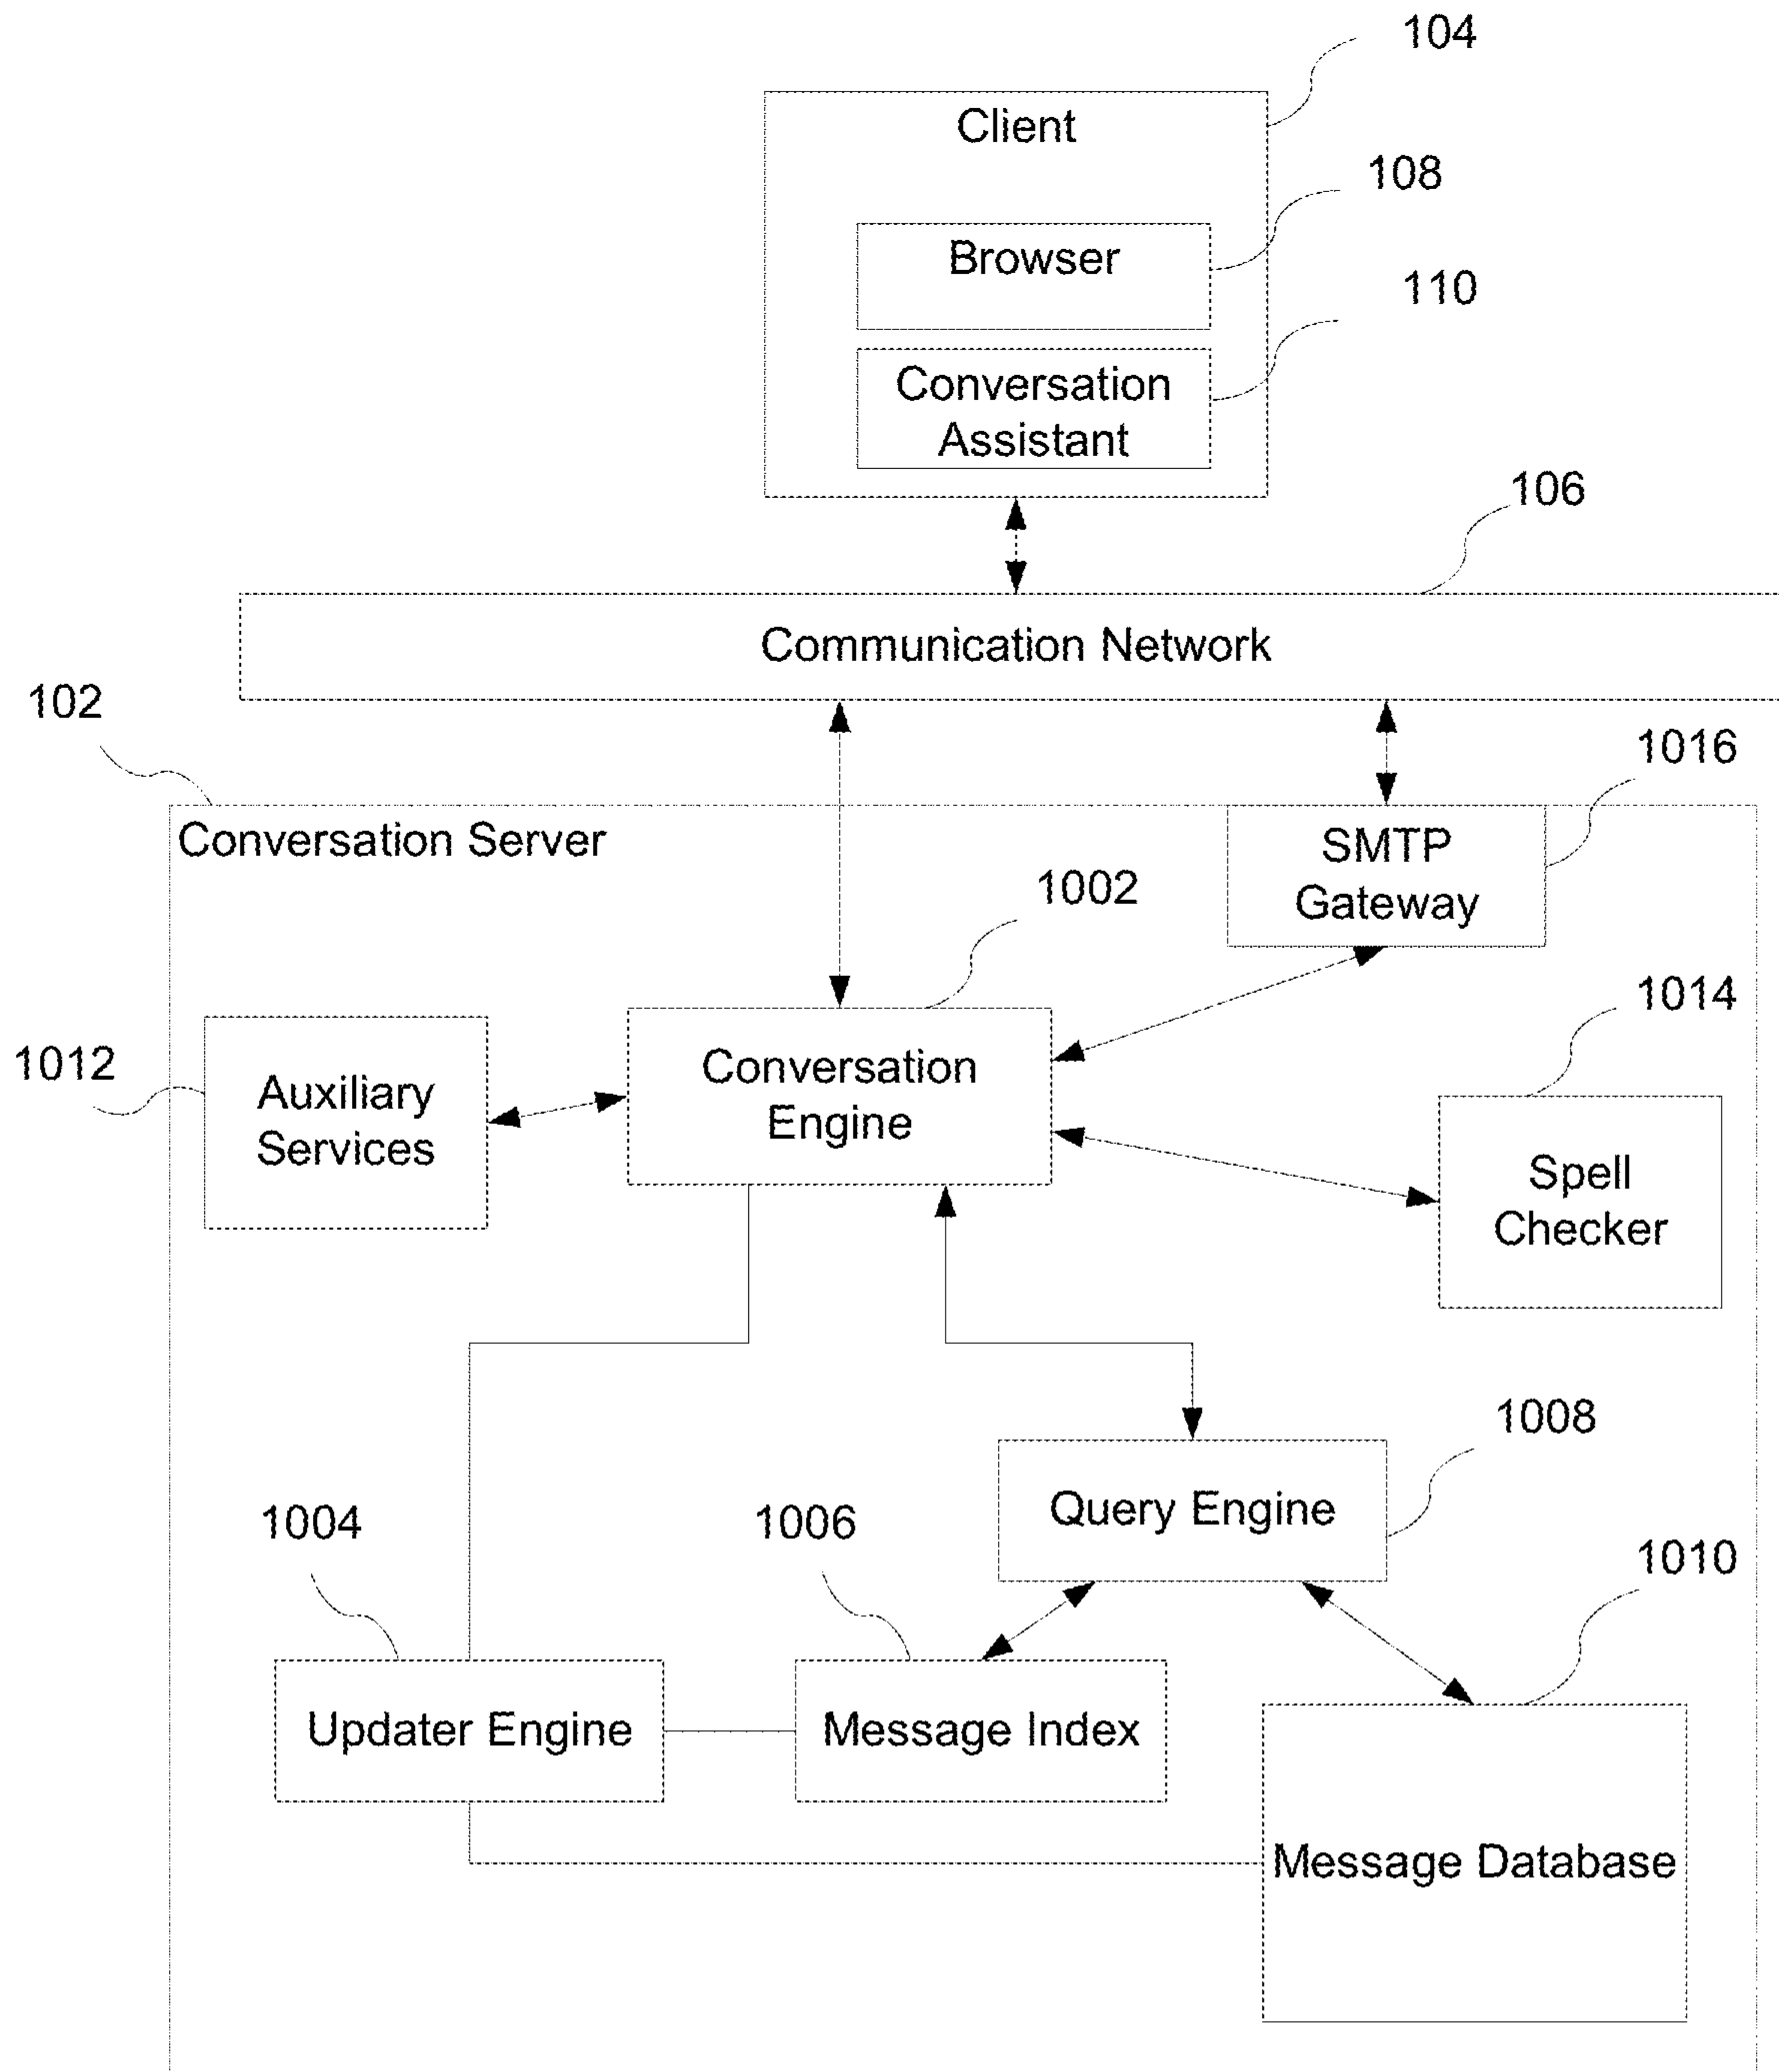 104
Client
108
Browser
110
Conversation
Assistant
106
Communication Network
102
1016
Conversation Server
SMTP
Gateway
1002
1014
1012
Auxiliary
Services
Conversation
Engine
Spell
Checker
1008
Query Engine
1004
1006
1010
Updater Engine
Message Index
Message Database